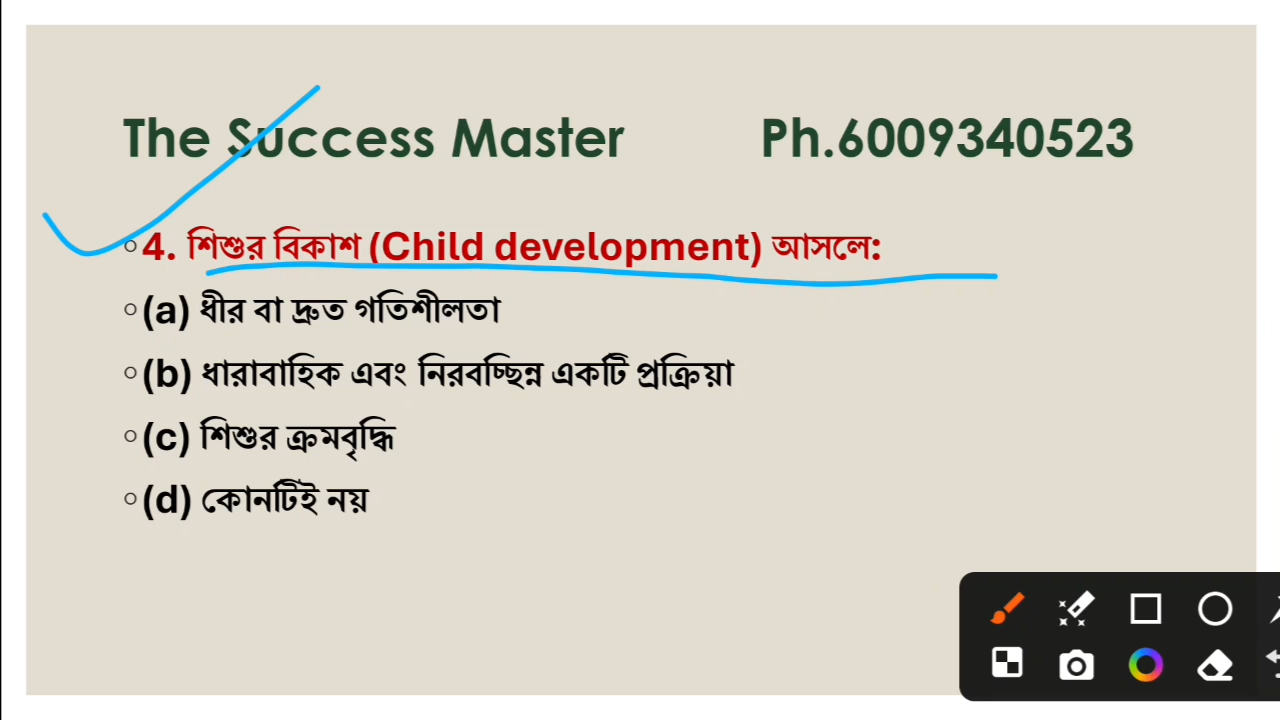 The Success Master Ph.6009340523
4. শিশুর বিকাশ (Child development) আসলে:
(a) ধীর বা দ্রুত গতিশীলতা
(b) ধারাবাহিক এবং নিরবচ্ছিন্ন একটি প্রক্রিয়া
(c) শিশুর ক্রমবৃদ্ধি
(d) কোনটিই নয়